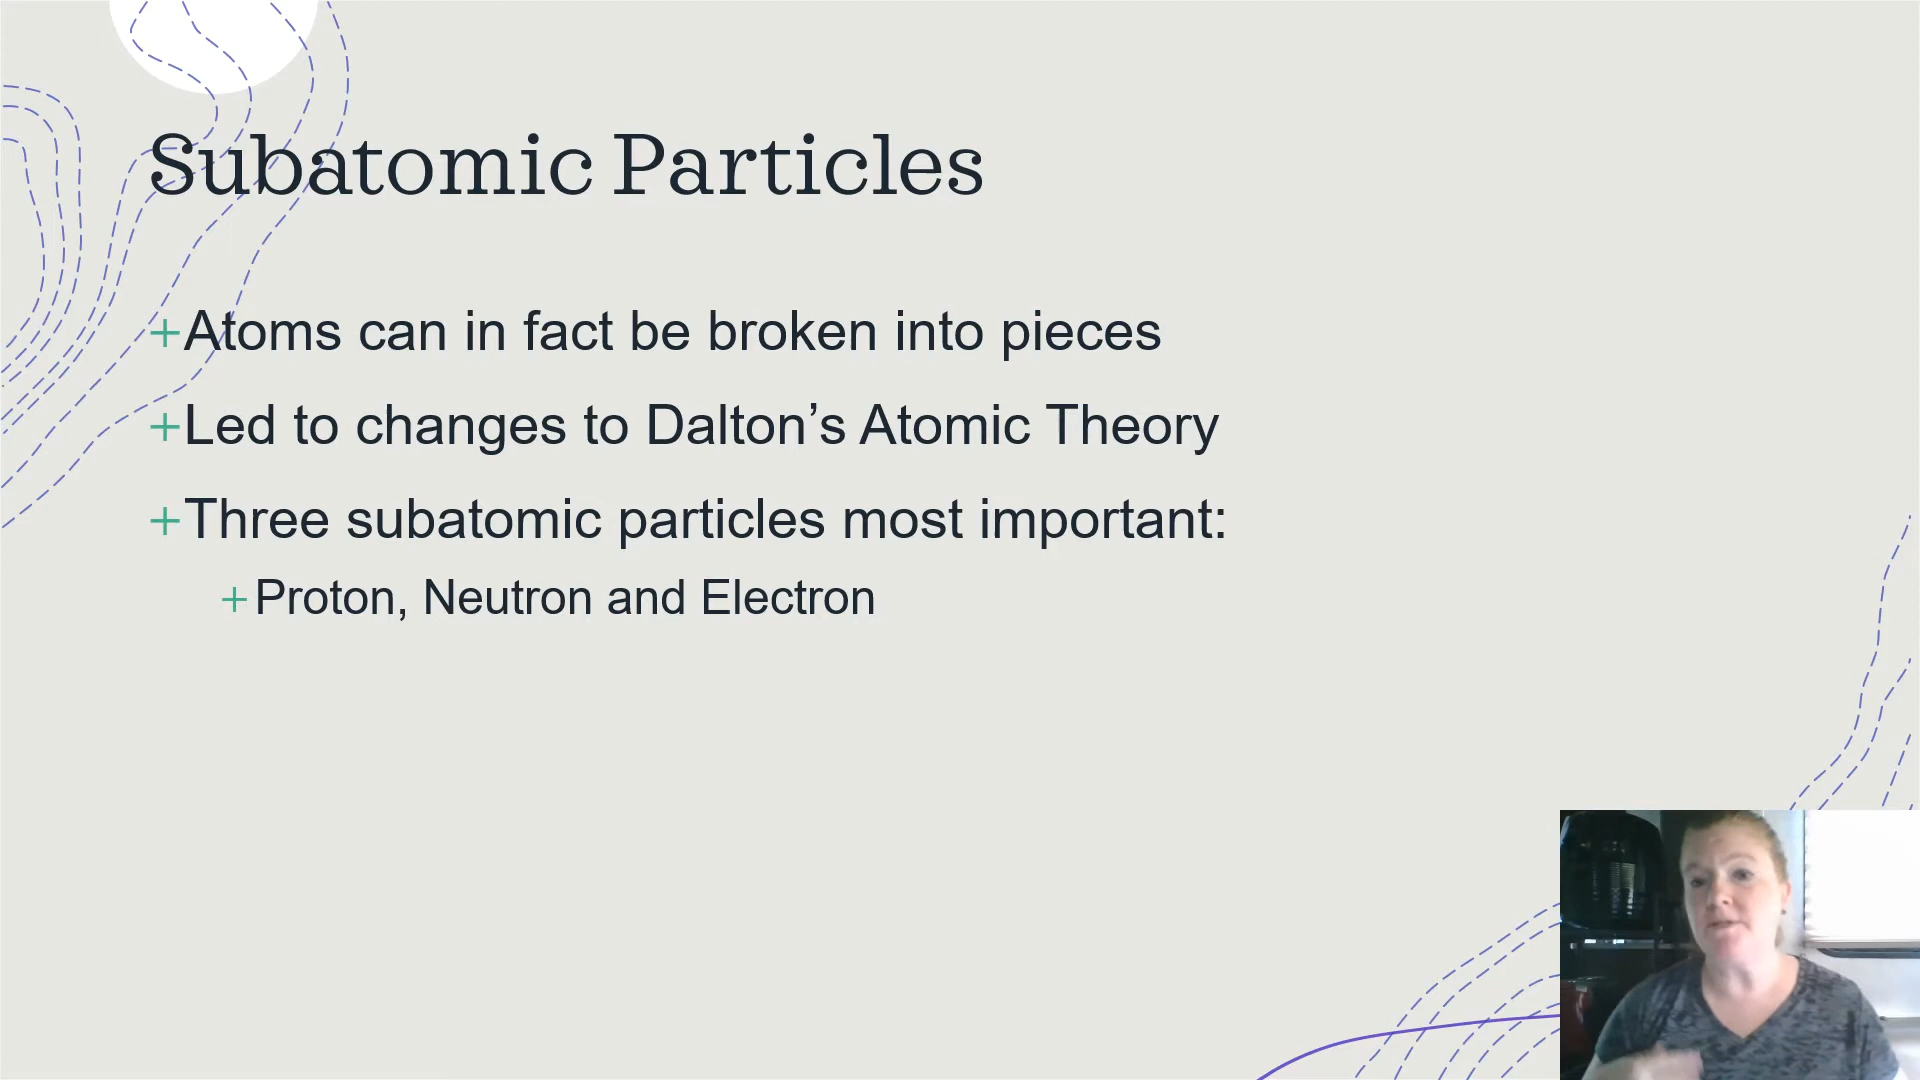 Subatomic Particles
+Atoms can in fact be broken into pieces
+Led to changes to Dalton’s Atomic Theory
+Three subatomic particles most important:
+Proton, Neutron and Electron